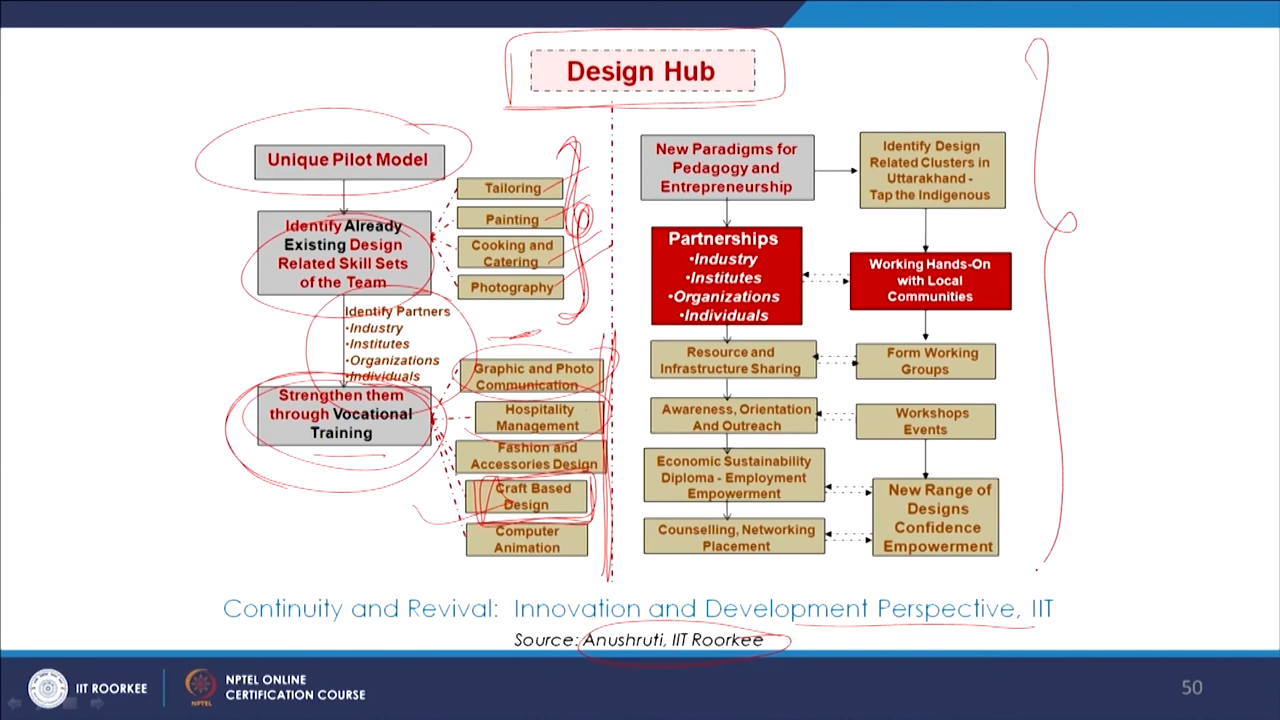 Design Hub
Unique Pilot Model
Identify Already
Existing Design
Related Skill Sets
of the Team
Tailoring
Painting
Cooking and
Catering
Photography
Identify Partners
•Industry
•Institutes
•Organizations
•Individuals
Strengthen them
through Vocational
Training
Graphic and Photo
Communication
Hospitality
Management
Fashion and
Accessories Design
Craft Based
Design
Computer
Animation
New Paradigms for
Pedagogy and
Entrepreneurship
Partnerships
•Industry
•Institutes
•Organizations
•Individuals
Resource and
Infrastructure Sharing
Awareness, Orientation
And Outreach
Economic Sustainability
Diploma - Employment
Empowerment
Counselling, Networking
Placement
Identify Design
Related Clusters in
Uttarakhand -
Tap the Indigenous
Working Hands-On
with Local
Communities
Form Working
Groups
Workshops
Events
New Range of
Designs
Confidence
Empowerment
Continuity and Revival: Innovation and Development Perspective, IIT
Source: Anushruti, IIT Roorkee
IIT ROORKEE
NPTEL
NPTEL ONLINE
CERTIFICATION COURSE
50